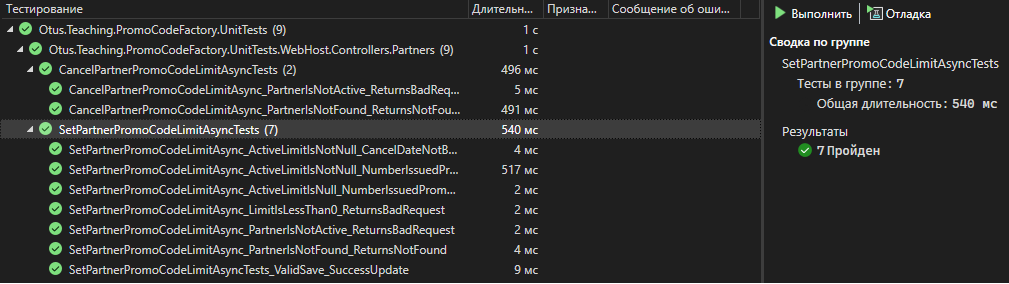 Тестирование Длительн... Призна... Сообщение об оши...
Otus.Teaching.PromoCodeFactory.UnitTests (9) 1 с
Otus.Teaching.PromoCodeFactory.UnitTests.WebHost.Controllers.Partners (9) 1 с
CancelPartnerPromoCodeLimitAsyncTests (2) 496 мс
CancelPartnerPromoCodeLimitAsync_PartnerIsNotActive_ReturnsBadReq... 5 мс
CancelPartnerPromoCodeLimitAsync_PartnerIsNotFound_ReturnsNotFou... 491 мс
SetPartnerPromoCodeLimitAsyncTests (7) 540 мс
SetPartnerPromoCodeLimitAsync_ActiveLimitIsNotNull_CancelDateNotB... 4 мс
SetPartnerPromoCodeLimitAsync_ActiveLimitIsNotNull_NumberIssuedPr... 517 мс
SetPartnerPromoCodeLimitAsync_ActiveLimitIsNull_NumberIssuedProm... 2 мс
SetPartnerPromoCodeLimitAsync_LimitIsLessThan0_ReturnsBadRequest 2 мс
SetPartnerPromoCodeLimitAsync_PartnerIsNotActive_ReturnsBadRequest 2 мс
SetPartnerPromoCodeLimitAsync_PartnerIsNotFound_ReturnsNotFound 4 мс
SetPartnerPromoCodeLimitAsyncTests_ValidSave_SuccessUpdate 9 мс
Выполнить Отладка
Сводка по группе
SetPartnerPromoCodeLimitAsyncTests
Тесты в группе: 7
Общая длительность: 540 мс
Результаты
7 Пройден